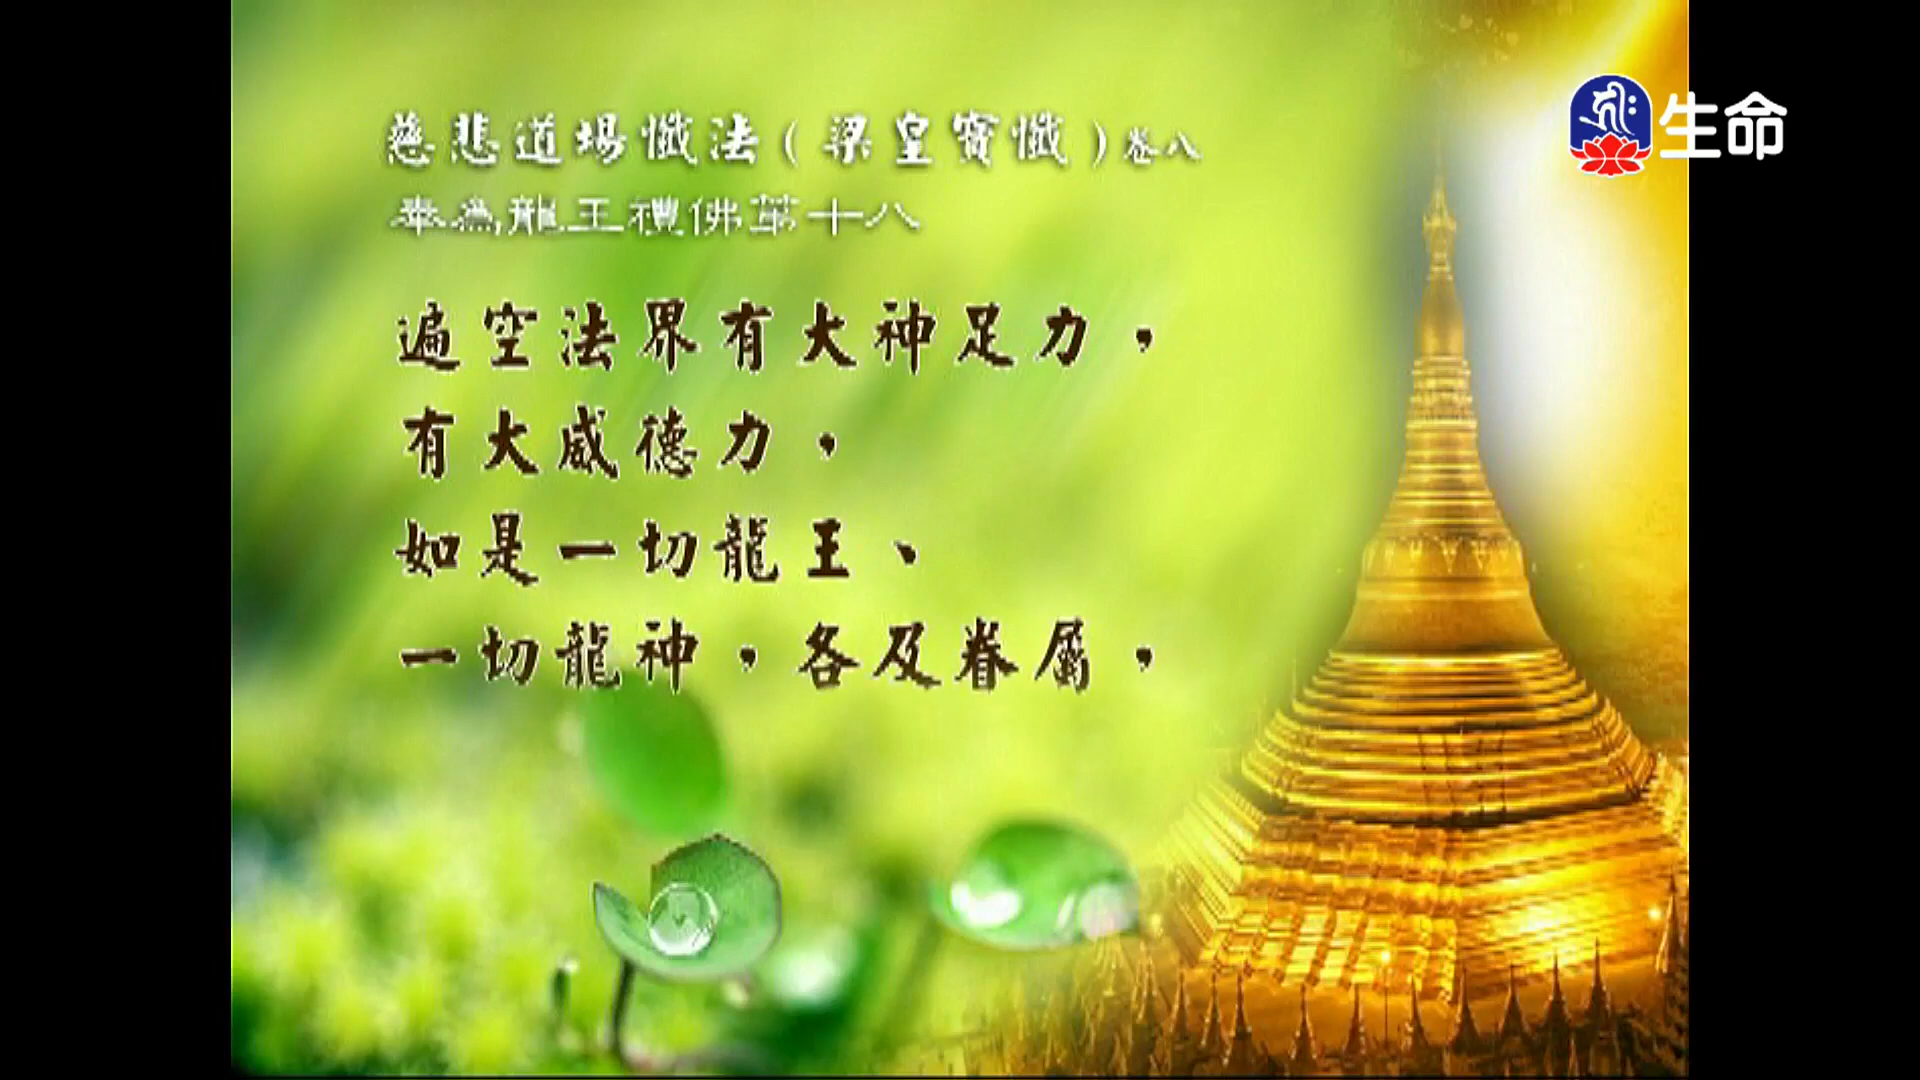 慈悲道場懺法(梁皇寶懺)卷八
奉為龍王禮佛第十八
遍空法界有大神足力，
有大威德力，
如是一切龍王、
一切龍神，各及眷屬，
生命